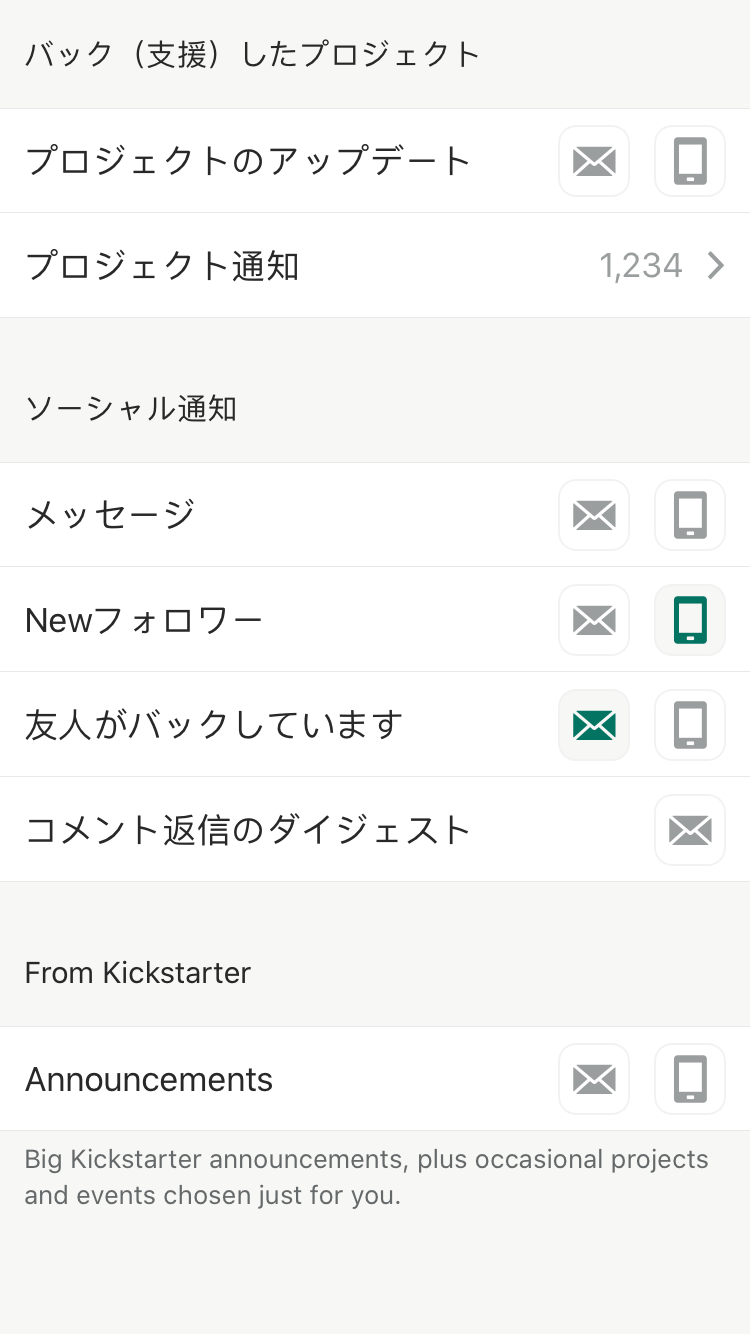 バック（支援）したプロジェクト
プロジェクトのアップデート
プロジェクト通知 1,234
ソーシャル通知
メッセージ
Newフォロワー
友人がバックしています
コメント返信のダイジェスト
From Kickstarter
Announcements
Big Kickstarter announcements, plus occasional projects
and events chosen just for you.